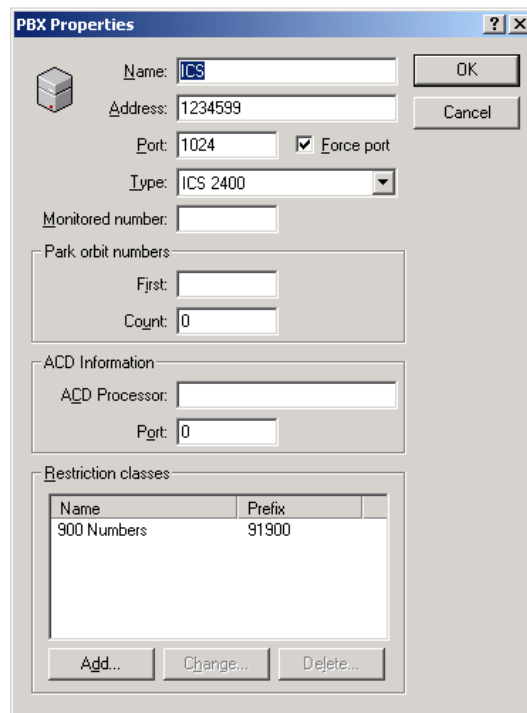 PBX Properties
Name: ICS
OK
Address: 1234599
Cancel
Port: 1024 Force port
Type: ICS 2400
Monitored number:
Park orbit numbers
First:
Count: 0
ACD Information
ACD Processor:
Port: 0
Restriction classes
Name Prefix
900 Numbers 91900
Add... Change... Delete...